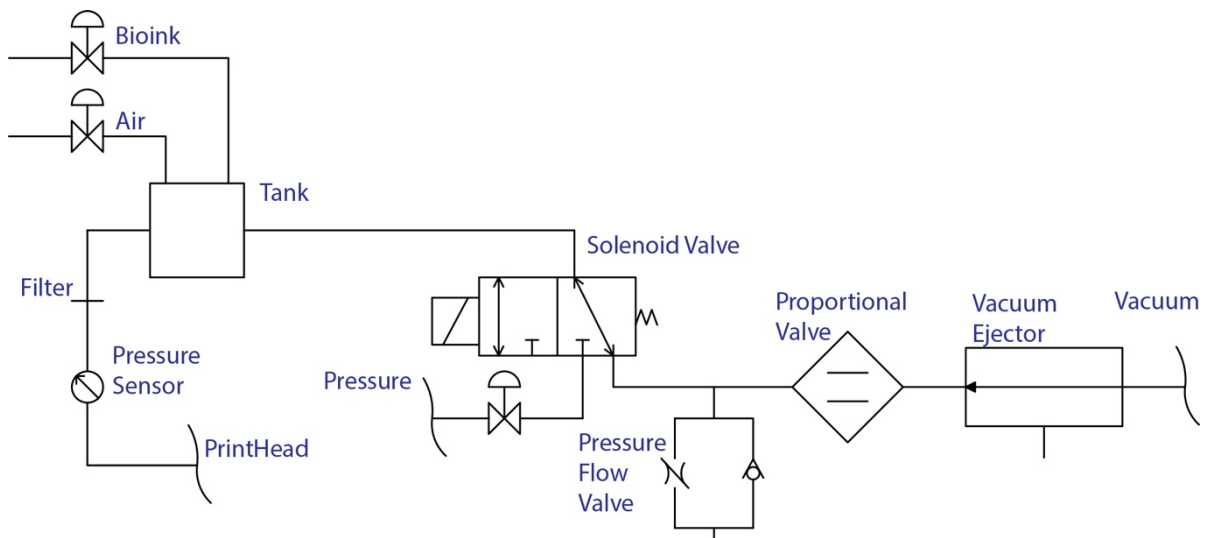 Bioink
Air
Tank
Solenoid Valve
Filter
Proportional
Valve
Vacuum
Ejector
Vacuum
Pressure
Sensor
Pressure
PrintHead
Pressure
Flow
Valve